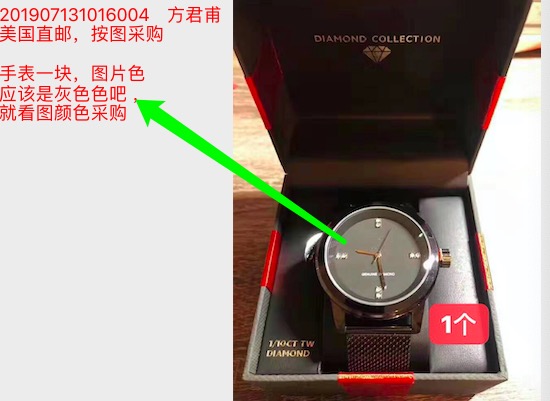 201907131016004 方君甫
美国直邮，按图采购
手表一块，图片色
应该是灰色色吧，
就看图颜色采购
DIAMOND COLLECTION
GENUINE DIAMOND
1个
1/10CT TW
DIAMOND